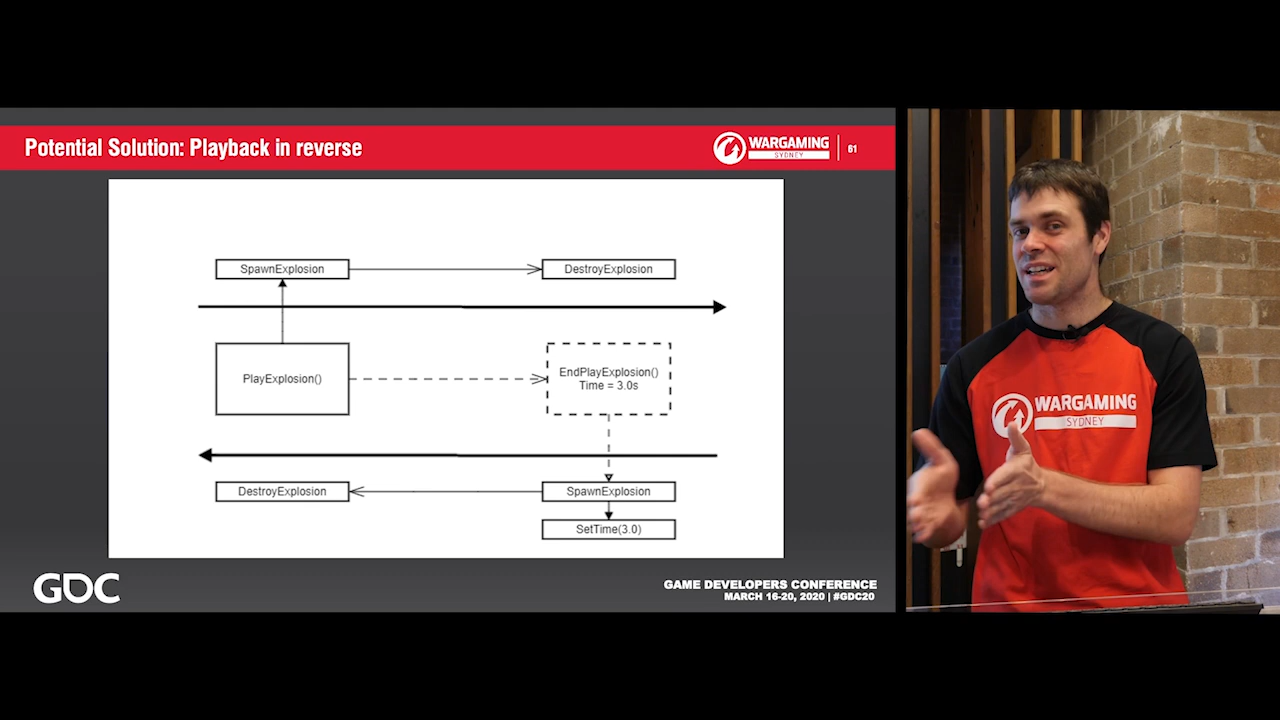 Potential Solution: Playback in reverse
WARGAMING
SYDNEY
61
SpawnExplosion
DestroyExplosion
PlayExplosion()
EndPlayExplosion()
Time = 3.0s
DestroyExplosion
SpawnExplosion
SetTime(3.0)
GDC
GAME DEVELOPERS CONFERENCE
MARCH 16-20, 2020 | #GDC20
WARGAMING
SYDNEY